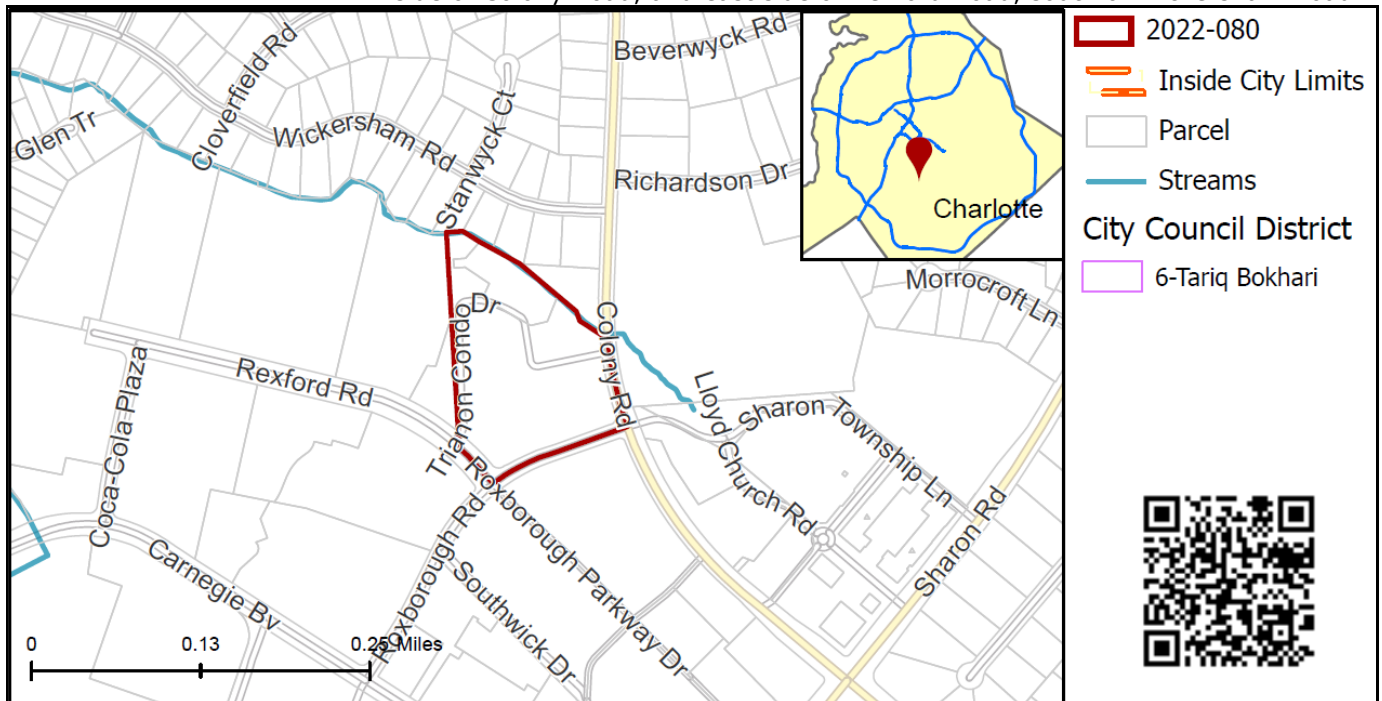 Beverwyck Rd
Cloverfield Rd
Glen Tr
Wickersham Rd
Stanwyck Ct
Richardson Dr
Charlotte
Morrocroft Ln
Dr
Trianon Condo
Colony Rd
Rexford Rd
Coca-Cola Plaza
Lloyd Church Rd
Sharon Township Ln
Sharon Rd
Roxborough Parkway Dr
Roxborough Rd
Southwick Dr
Carnegie Bv
0 0.13 0.25 Miles
2022-080
Inside City Limits
Parcel
Streams
City Council District
6-Tariq Bokhari